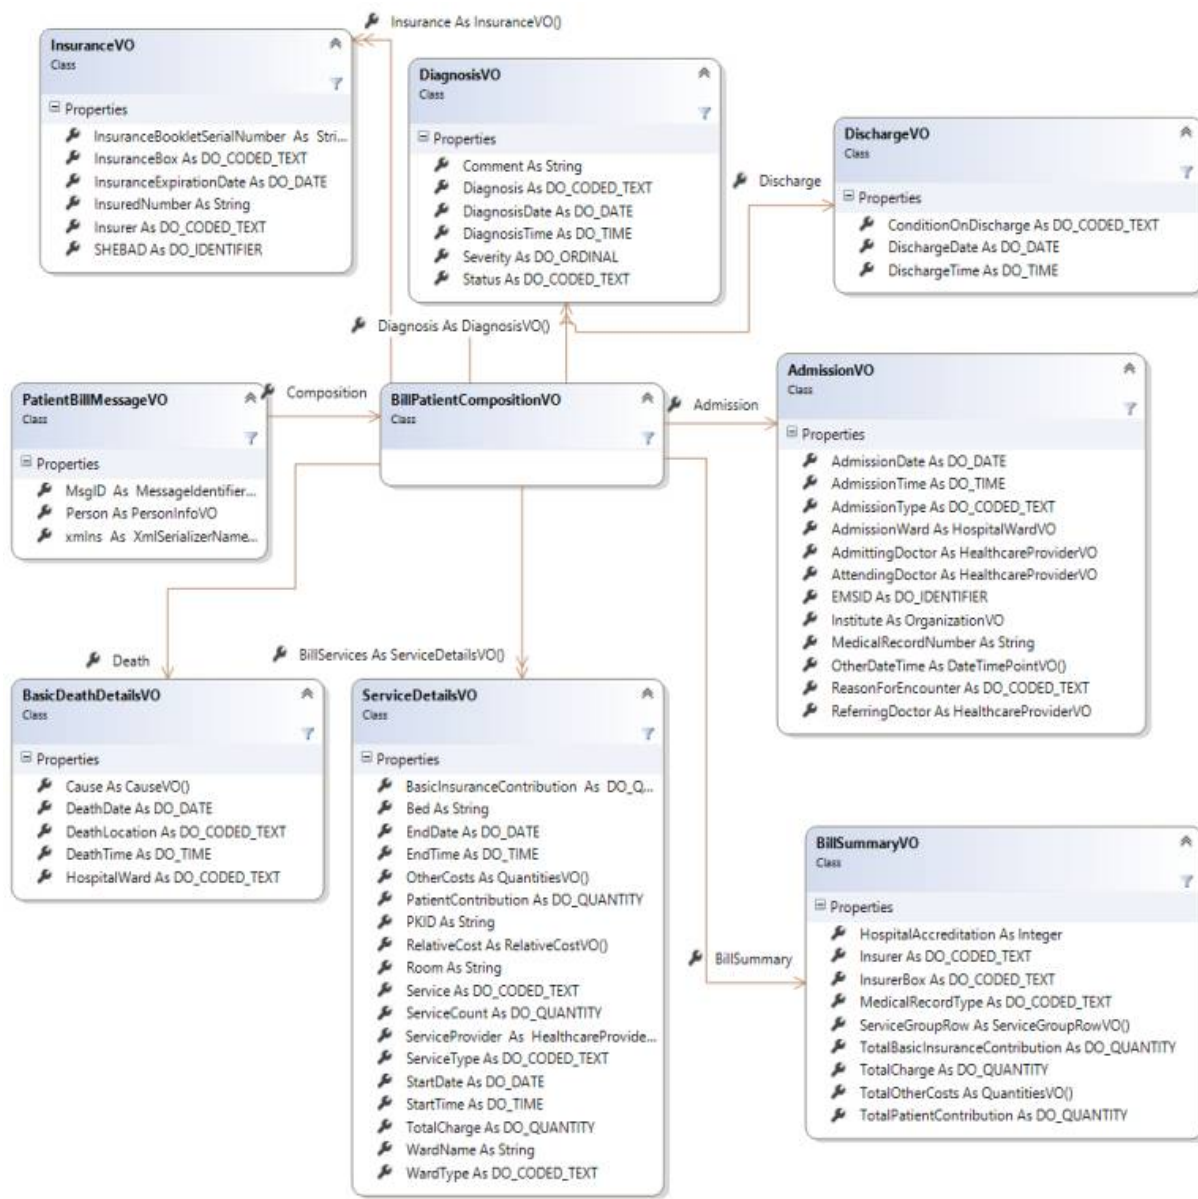 Insurance As InsuranceVO()
InsuranceVO
Class
Properties
InsuranceBookletSerialNumber As Stri...
InsuranceBox As DO_CODED_TEXT
InsuranceExpirationDate As DO_DATE
InsuredNumber As String
Insurer As DO_CODED_TEXT
SHEBAD As DO_IDENTIFIER
DiagnosisVO
Class
Properties
Comment As String
Diagnosis As DO_CODED_TEXT
DiagnosisDate As DO_DATE
DiagnosisTime As DO_TIME
Severity As DO_ORDINAL
Status As DO_CODED_TEXT
Discharge
DischargeVO
Class
Properties
ConditionOnDischarge As DO_CODED_TEXT
DischargeDate As DO_DATE
DischargeTime As DO_TIME
Diagnosis As DiagnosisVO()
PatientBillMessageVO
Class
Properties
MsgID As MessageIdentifier...
Person As PersonInfoVO
xmlns As XmlSerializerName...
Composition
BillPatientCompositionVO
Class
Admission
AdmissionVO
Class
Properties
AdmissionDate As DO_DATE
AdmissionTime As DO_TIME
AdmissionType As DO_CODED_TEXT
AdmissionWard As HospitalWardVO
AdmittingDoctor As HealthcareProviderVO
AttendingDoctor As HealthcareProviderVO
EMSID As DO_IDENTIFIER
Institute As OrganizationVO
MedicalRecordNumber As String
OtherDateTime As DateTimePointVO()
ReasonForEncounter As DO_CODED_TEXT
ReferringDoctor As HealthcareProviderVO
Death
BasicDeathDetailsVO
Class
Properties
Cause As CauseVO()
DeathDate As DO_DATE
DeathLocation As DO_CODED_TEXT
DeathTime As DO_TIME
HospitalWard As DO_CODED_TEXT
BillServices As ServiceDetailsVO()
ServiceDetailsVO
Class
Properties
BasicInsuranceContribution As DO_Q...
Bed As String
EndDate As DO_DATE
EndTime As DO_TIME
OtherCosts As QuantitiesVO()
PatientContribution As DO_QUANTITY
PKID As String
RelativeCost As RelativeCostVO()
Room As String
Service As DO_CODED_TEXT
ServiceCount As DO_QUANTITY
ServiceProvider As HealthcareProvide...
ServiceType As DO_CODED_TEXT
StartDate As DO_DATE
StartTime As DO_TIME
TotalCharge As DO_QUANTITY
WardName As String
WardType As DO_CODED_TEXT
BillSummary
BillSummaryVO
Class
Properties
HospitalAccreditation As Integer
Insurer As DO_CODED_TEXT
InsurerBox As DO_CODED_TEXT
MedicalRecordType As DO_CODED_TEXT
ServiceGroupRow As ServiceGroupRowVO()
TotalBasicInsuranceContribution As DO_QUANTITY
TotalCharge As DO_QUANTITY
TotalOtherCosts As QuantitiesVO()
TotalPatientContribution As DO_QUANTITY